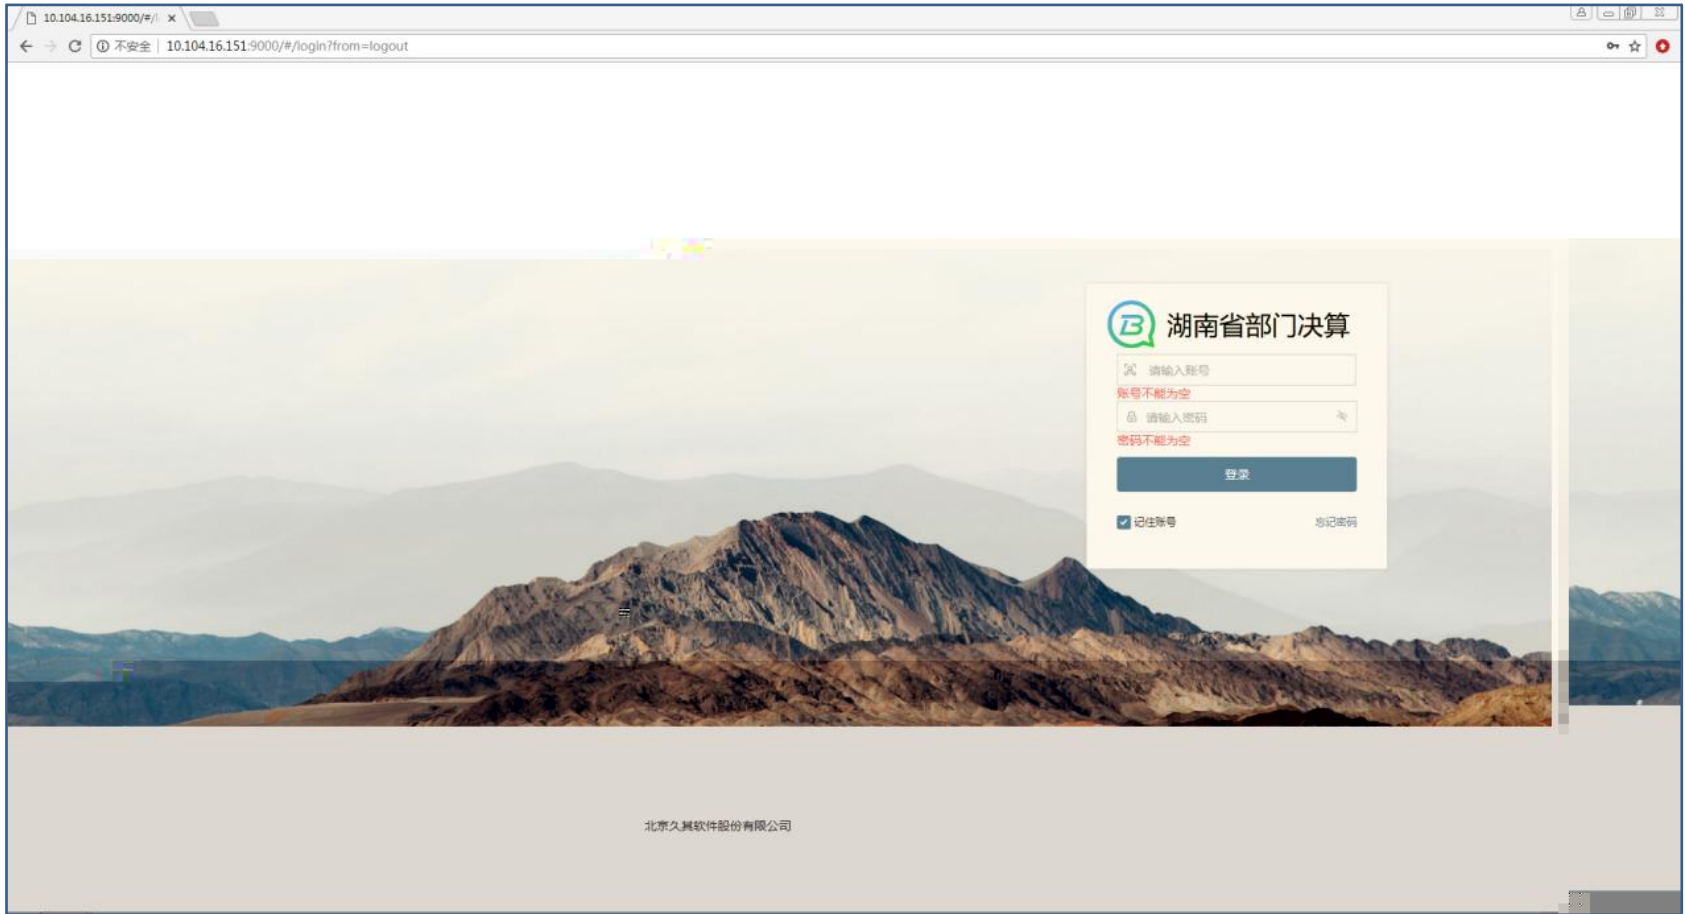 10.104.16.151:9000/#/l
不安全 | 10.104.16.151:9000/#/login?from=logout
B 湖南省部门决算
请输入账号
账号不能为空
请输入密码
密码不能为空
登录
记住账号 忘记密码
北京久其软件股份有限公司